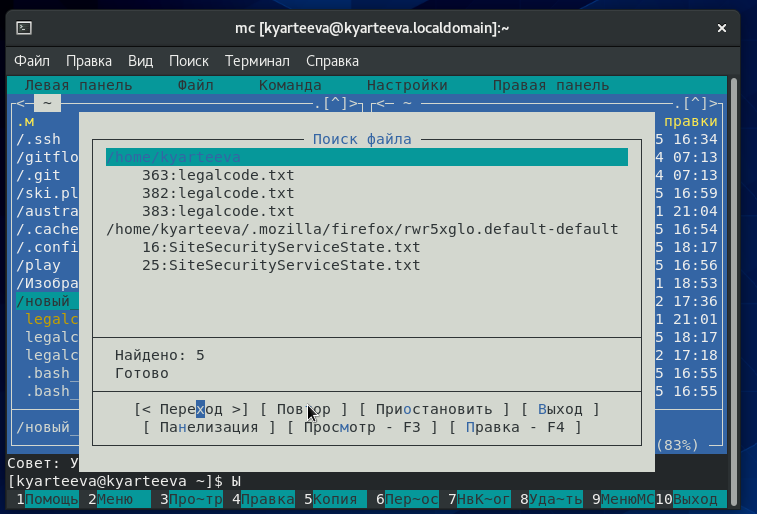 mc [kyarteeva@kyarteeva.localdomain]:~
Файл Правка Вид Поиск Терминал Справка
Левая панель Файл Команда Настройки Правая панель
<─ ~ .[^]> <─ ~ .[^]>
.м правки
/.ssh 5 16:34
/gitflo 4 07:13
/.git 4 07:13
/ski.pl 5 16:59
/austra 1 21:04
/.cache 5 16:54
/.confi 5 18:17
/play 5 16:56
/Изобра 1 18:53
/новый_ 2 17:36
legalc 1 21:01
legalc 5 18:17
legalc 2 17:18
.bash_ 5 16:55
.bash_ 5 16:55
/новый_
(83%)
Поиск файла
/home/kyarteeva
363:legalcode.txt
382:legalcode.txt
383:legalcode.txt
/home/kyarteeva/.mozilla/firefox/rwr5xglo.default-default
16:SiteSecurityServiceState.txt
25:SiteSecurityServiceState.txt
Найдено: 5
Готово
[< Переход >] [ Повтор ] [ Приостановить ] [ Выход ]
[ Панелизация ] [ Просмотр - F3 ] [ Правка - F4 ]
Совет: У
[kyarteeva@kyarteeva ~]$ Ы
1Помощь 2Меню 3Про~тр 4Правка 5Копия 6Пер~ос 7НвК~ог 8Уда~ть 9МенюMC 10Выход